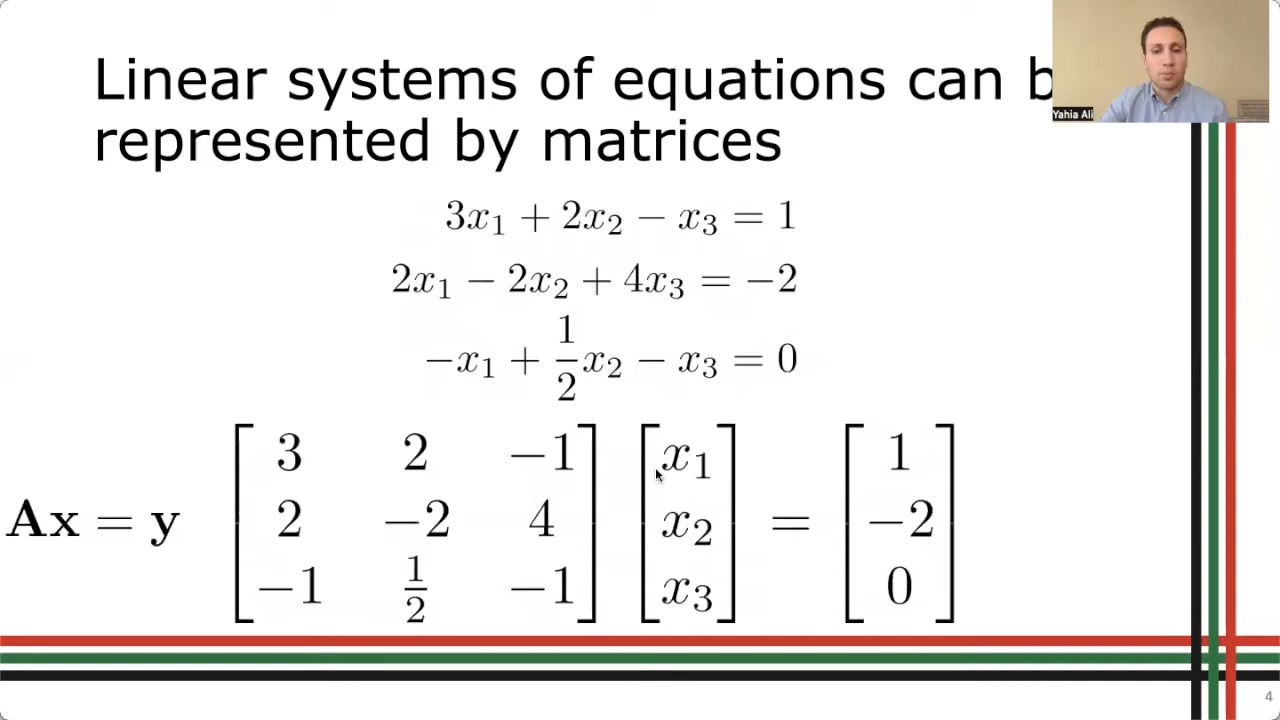 Linear systems of equations can b
represented by matrices
Yahia Ali
3x₁ + 2x₂ − x₃ = 1
2x₁ − 2x₂ + 4x₃ = −2
−x₁ + 1/2 x₂ − x₃ = 0
Ax = y [3 2 −1; 2 −2 4; −1 1/2 −1] [x₁; x₂; x₃] = [1; −2; 0]
4